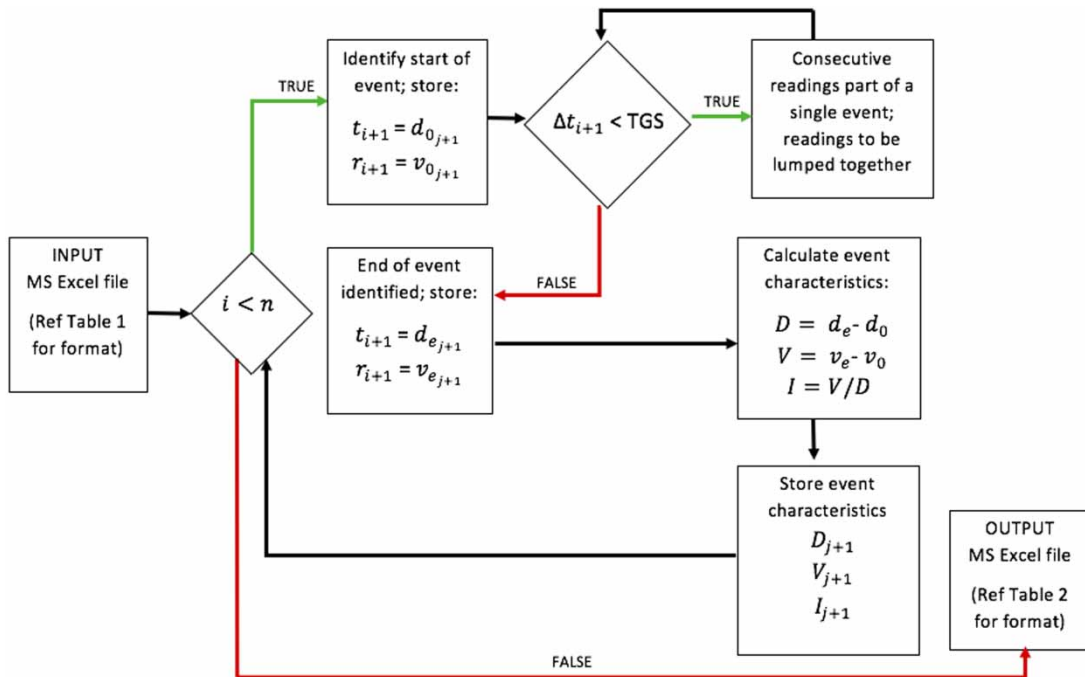 INPUT
MS Excel file
(Ref Table 1
for format)
i < n
TRUE
Identify start of
event; store:
t_{i+1} = d_{0_{j+1}}
r_{i+1} = v_{0_{j+1}}
Δt_{i+1} < TGS
TRUE
Consecutive
readings part of a
single event;
readings to be
lumped together
FALSE
End of event
identified; store:
t_{i+1} = d_{e_{j+1}}
r_{i+1} = v_{e_{j+1}}
Calculate event
characteristics:
D = d_e- d_0
V = v_e- v_0
I = V/D
Store event
characteristics
D_{j+1}
V_{j+1}
I_{j+1}
FALSE
OUTPUT
MS Excel file
(Ref Table 2
for format)